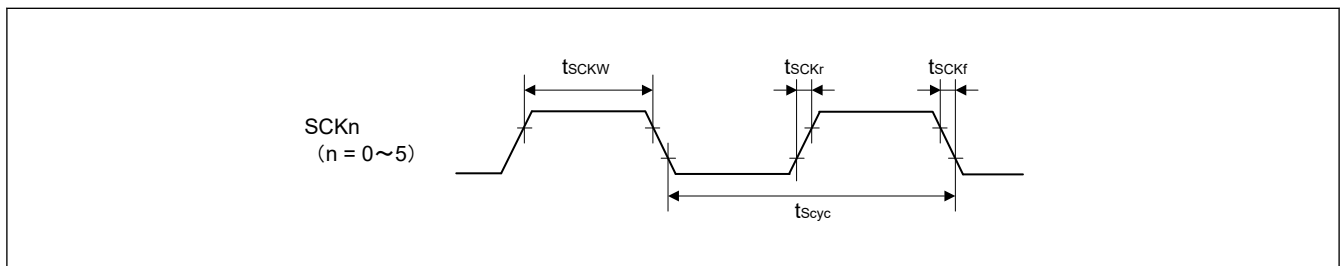 tSCKW
tSCKr
tSCKf
SCKn
（n = 0～5）
tScyc